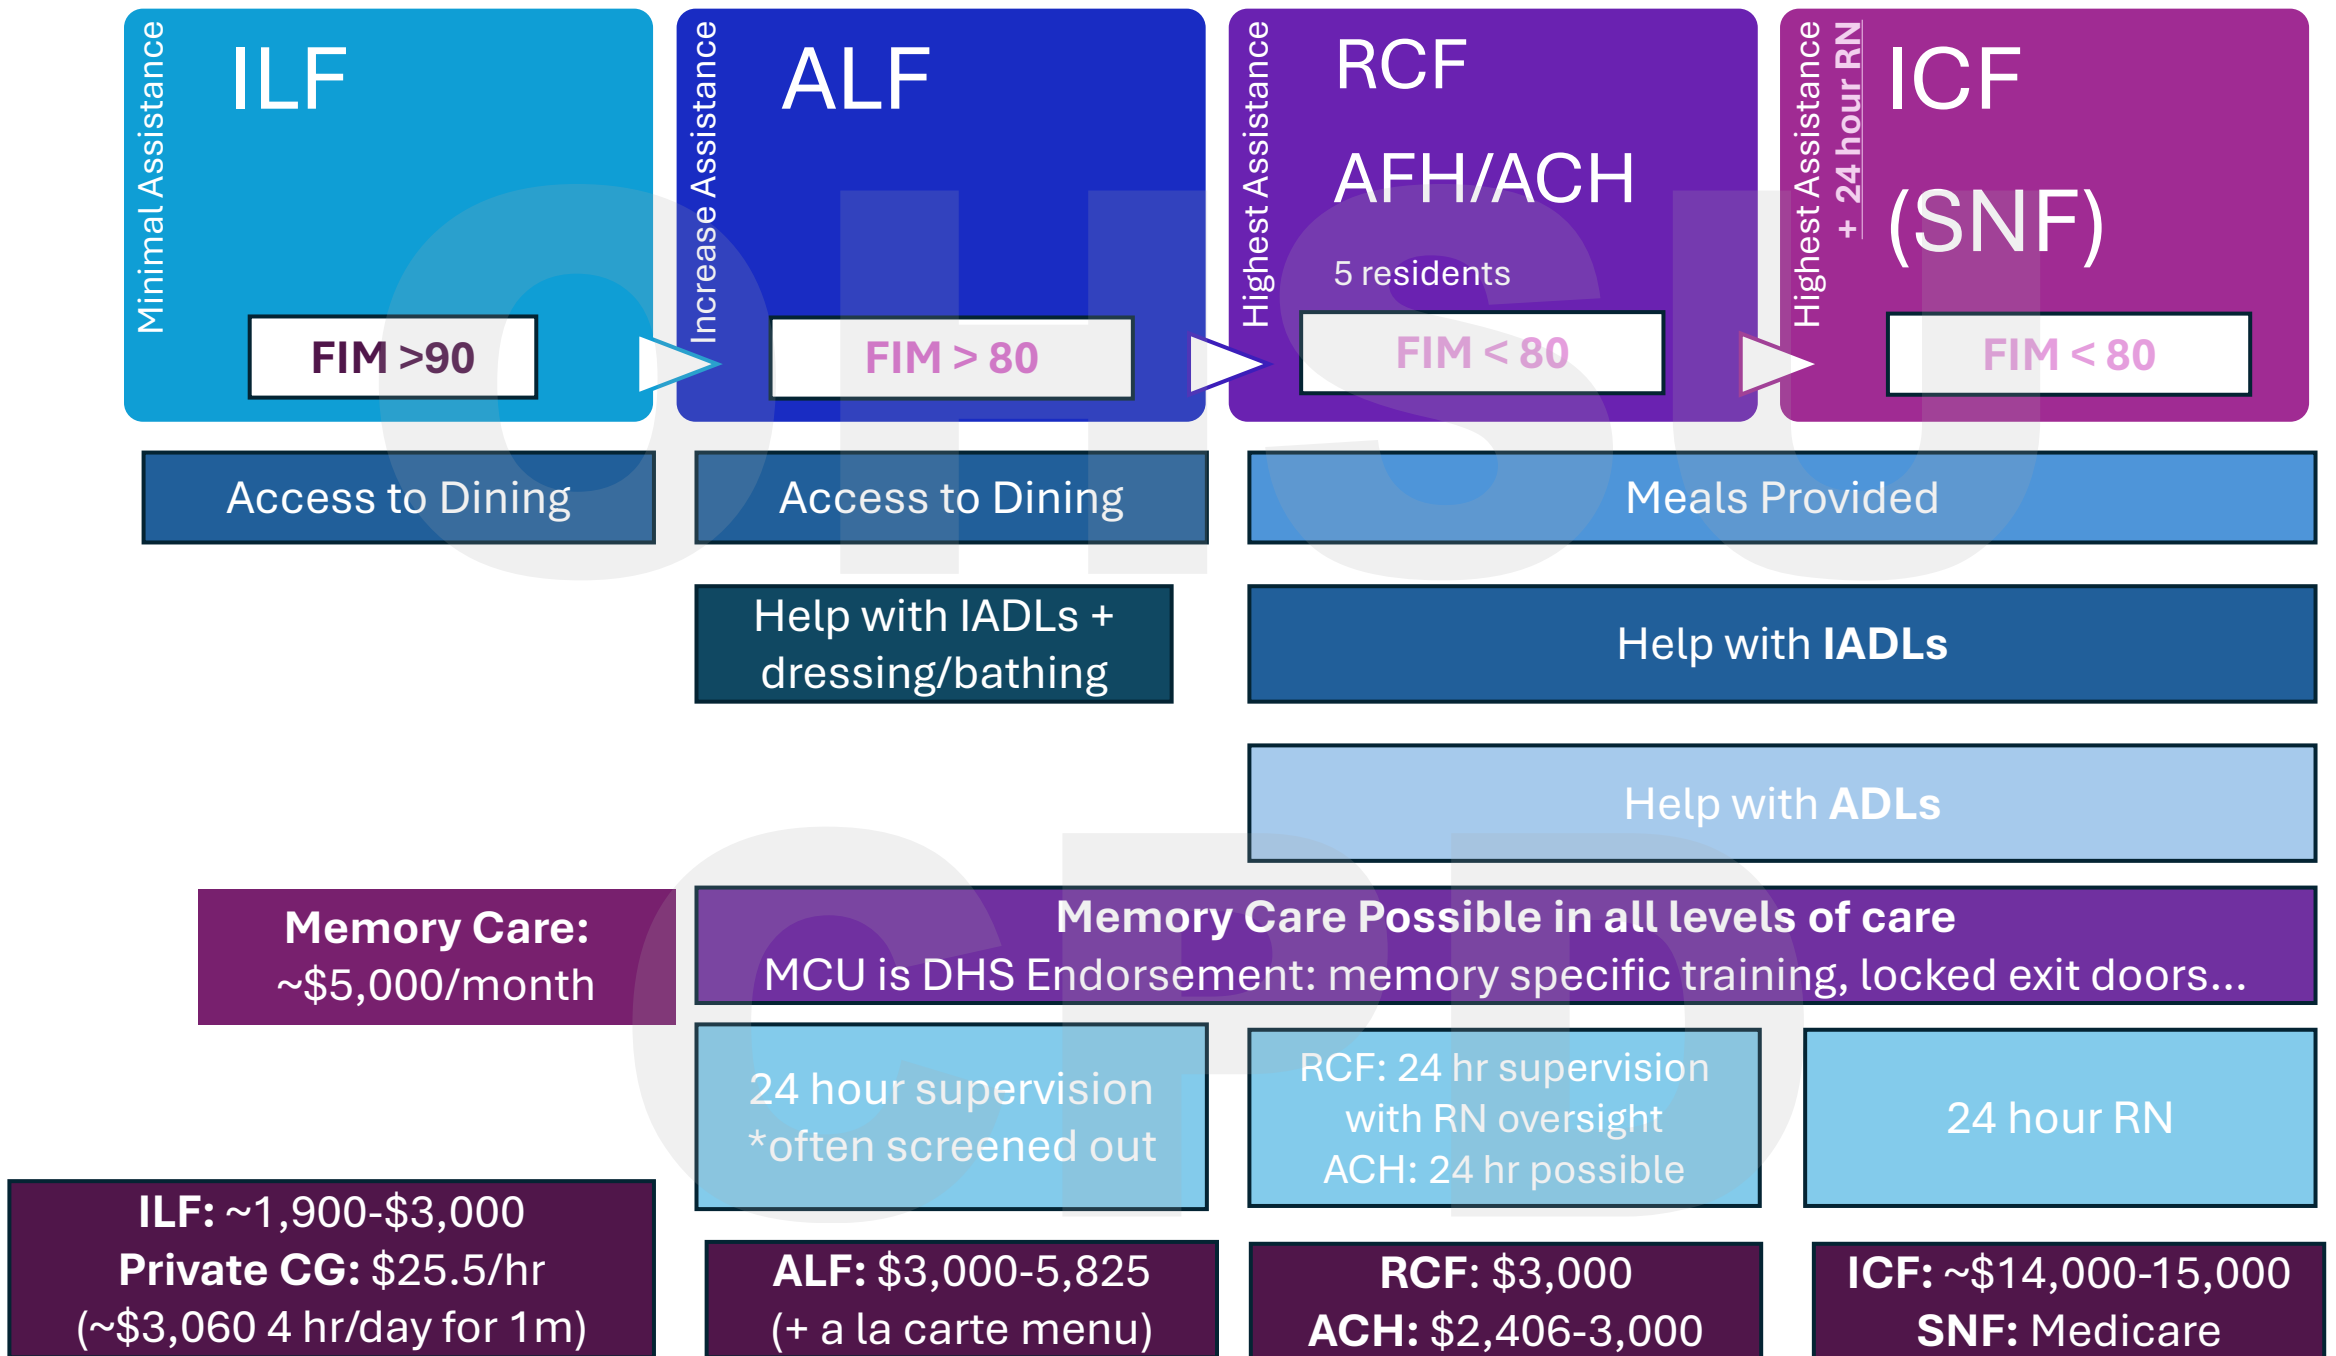 Minimal Assistance
ILF
FIM >90
Increase Assistance
ALF
FIM > 80
Highest Assistance
RCF
AFH/ACH
5 residents
FIM < 80
Highest Assistance
+ 24 hour RN
ICF
(SNF)
FIM < 80
Access to Dining
Access to Dining
Meals Provided
Help with IADLs +
dressing/bathing
Help with IADLs
Help with ADLs
Memory Care:
~$5,000/month
Memory Care Possible in all levels of care
MCU is DHS Endorsement: memory specific training, locked exit doors...
24 hour supervision
*often screened out
RCF: 24 hr supervision
with RN oversight
ACH: 24 hr possible
24 hour RN
ILF: ~1,900-$3,000
Private CG: $25.5/hr
(~$3,060 4 hr/day for 1m)
ALF: $3,000-5,825
(+ a la carte menu)
RCF: $3,000
ACH: $2,406-3,000
ICF: ~$14,000-15,000
SNF: Medicare
OHSU
CPD